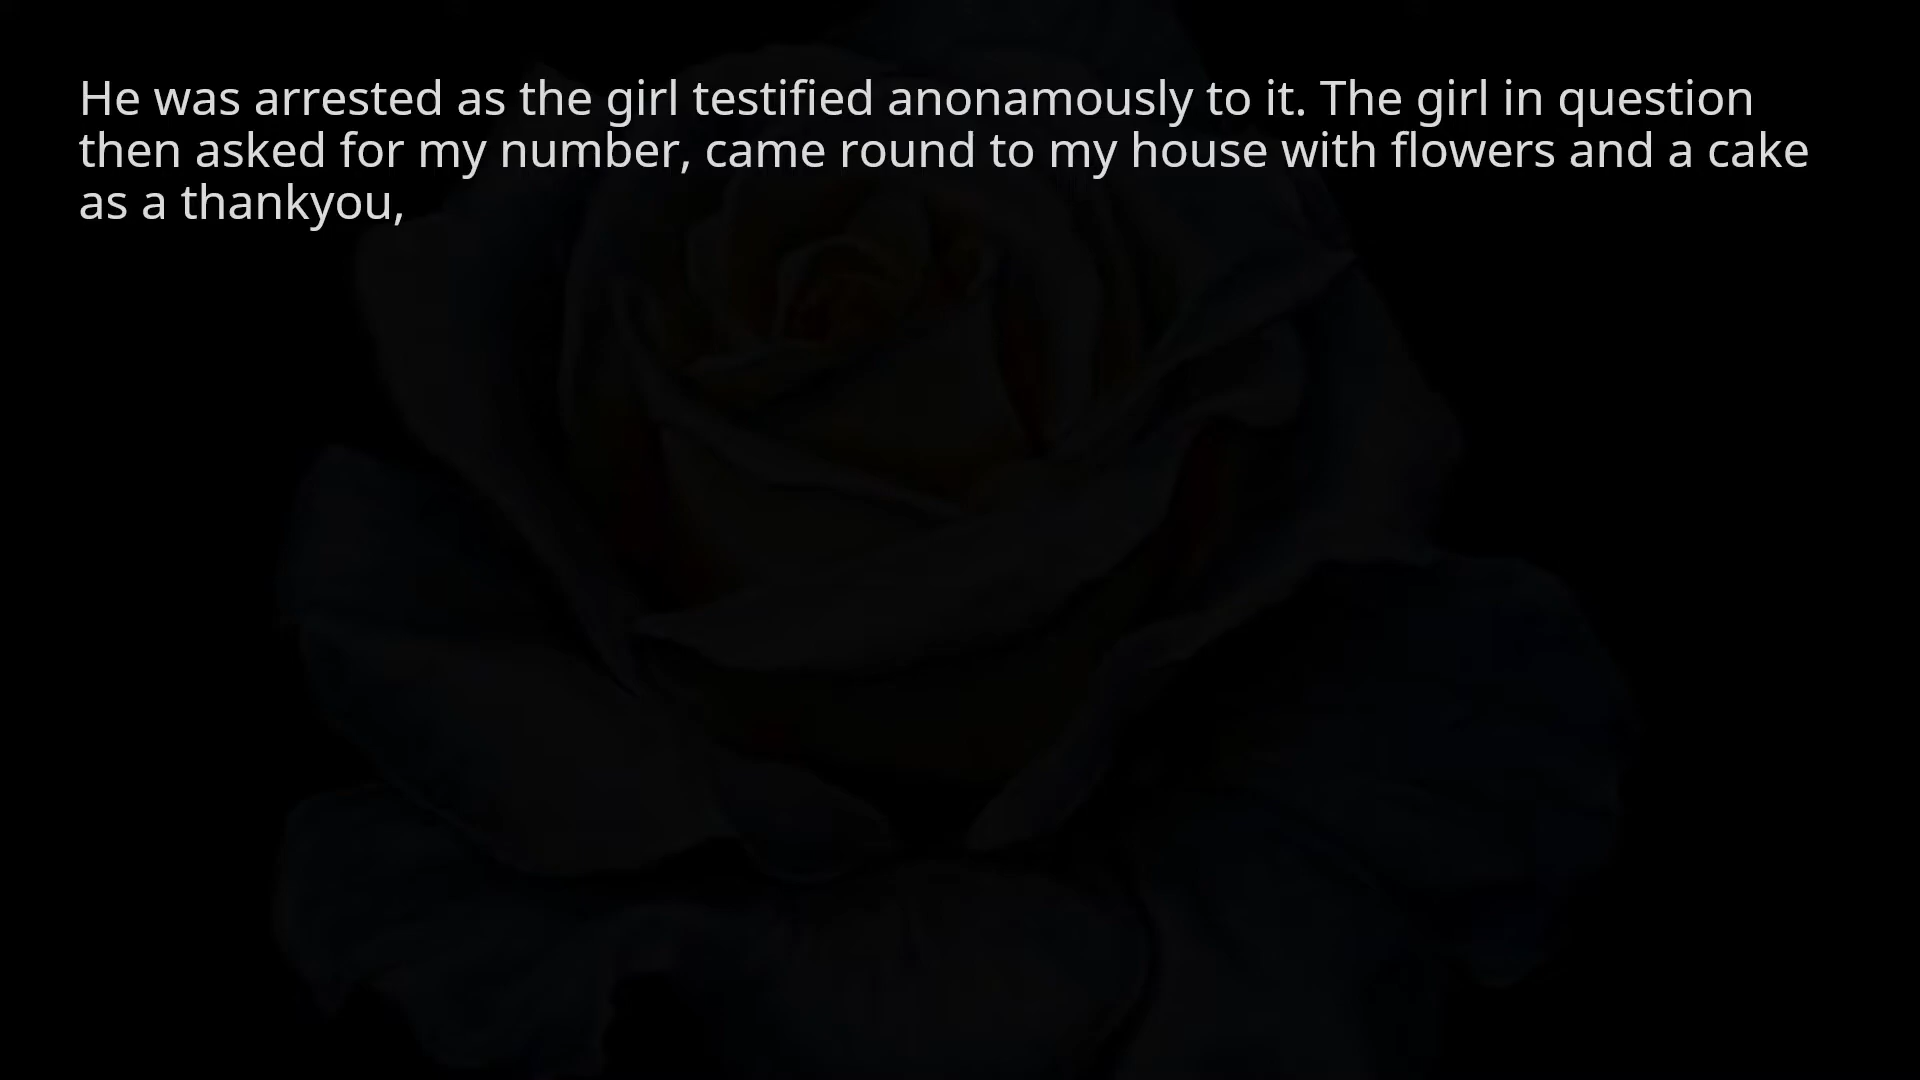 He was arrested as the girl testified anonamously to it. The girl in question
then asked for my number, came round to my house with flowers and a cake
as a thankyou,